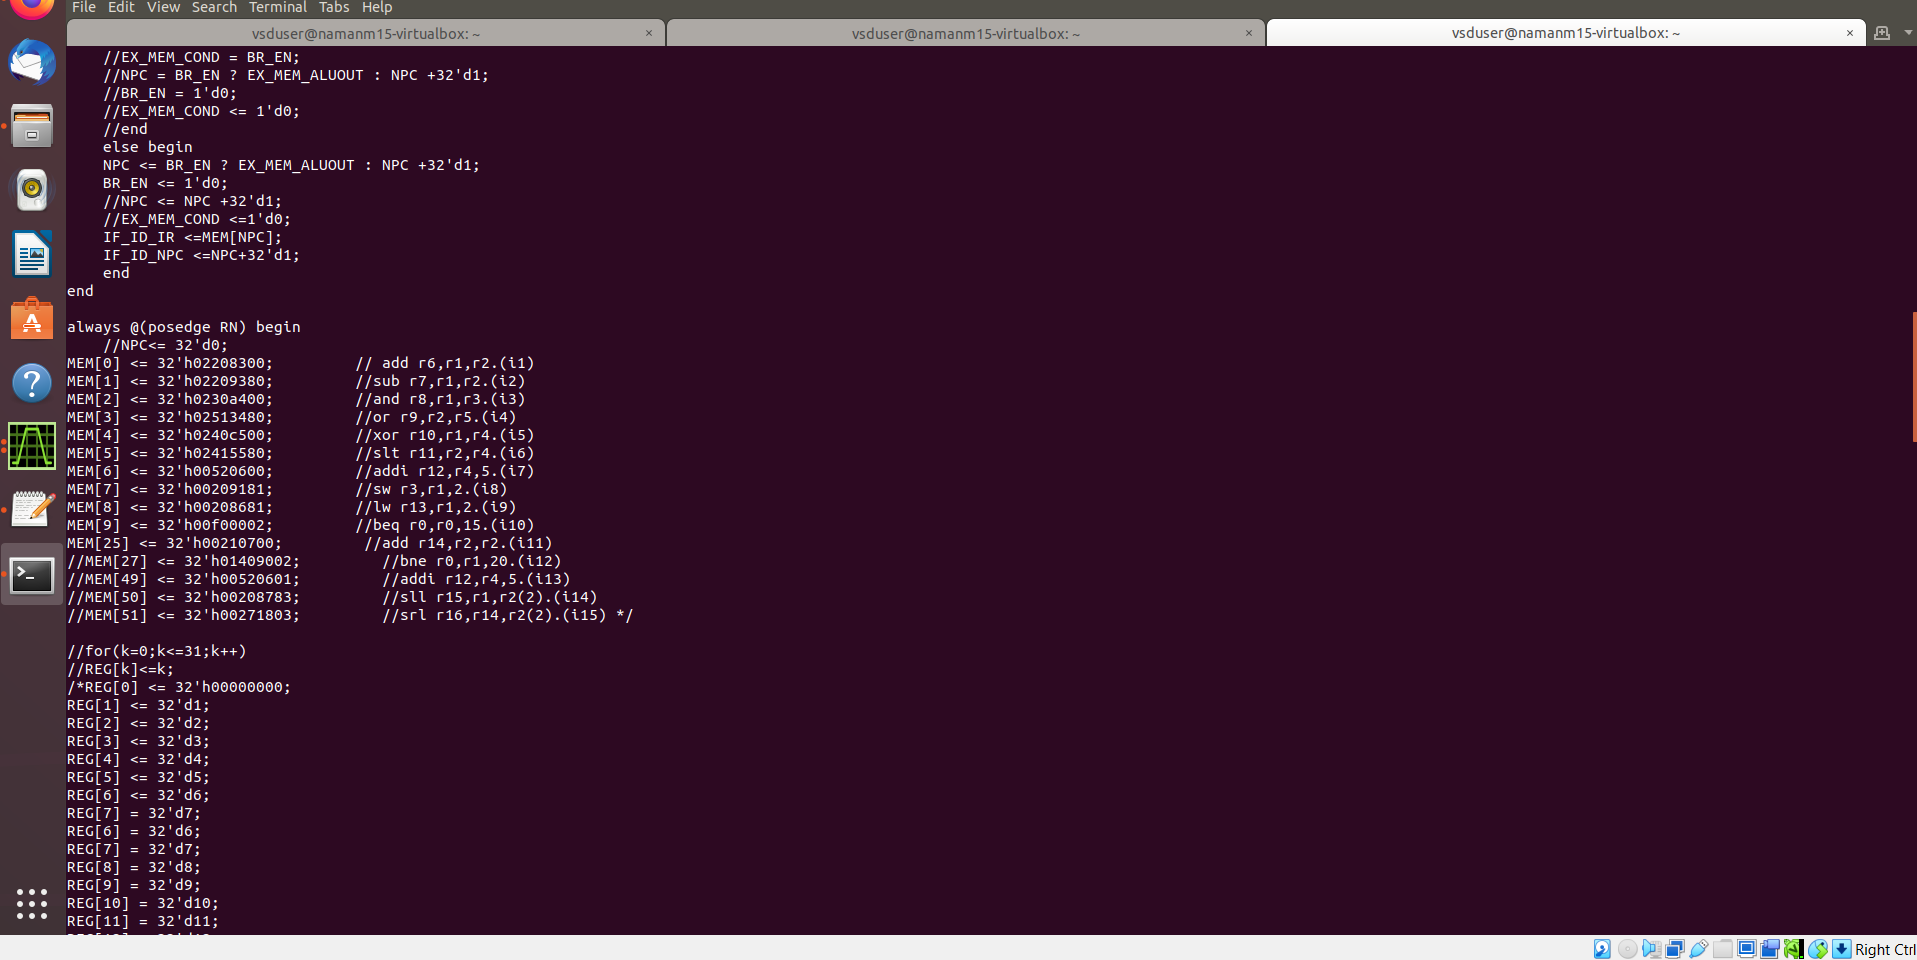 File Edit View Search Terminal Tabs Help
vsduser@namanm15-virtualbox: ~ × vsduser@namanm15-virtualbox: ~ × vsduser@namanm15-virtualbox: ~ ×
//EX_MEM_COND = BR_EN;
//NPC = BR_EN ? EX_MEM_ALUOUT : NPC +32'd1;
//BR_EN = 1'd0;
//EX_MEM_COND <= 1'd0;
//end
else begin
NPC <= BR_EN ? EX_MEM_ALUOUT : NPC +32'd1;
BR_EN <= 1'd0;
//NPC <= NPC +32'd1;
//EX_MEM_COND <=1'd0;
IF_ID_IR <=MEM[NPC];
IF_ID_NPC <=NPC+32'd1;
end
end
always @(posedge RN) begin
//NPC<= 32'd0;
MEM[0] <= 32'h02208300; // add r6,r1,r2.(i1)
MEM[1] <= 32'h02209380; //sub r7,r1,r2.(i2)
MEM[2] <= 32'h0230a400; //and r8,r1,r3.(i3)
MEM[3] <= 32'h02513480; //or r9,r2,r5.(i4)
MEM[4] <= 32'h0240c500; //xor r10,r1,r4.(i5)
MEM[5] <= 32'h02415580; //slt r11,r2,r4.(i6)
MEM[6] <= 32'h00520600; //addi r12,r4,5.(i7)
MEM[7] <= 32'h00209181; //sw r3,r1,2.(i8)
MEM[8] <= 32'h00208681; //lw r13,r1,2.(i9)
MEM[9] <= 32'h00f00002; //beq r0,r0,15.(i10)
MEM[25] <= 32'h00210700; //add r14,r2,r2.(i11)
//MEM[27] <= 32'h01409002; //bne r0,r1,20.(i12)
//MEM[49] <= 32'h00520601; //addi r12,r4,5.(i13)
//MEM[50] <= 32'h00208783; //sll r15,r1,r2(2).(i14)
//MEM[51] <= 32'h00271803; //srl r16,r14,r2(2).(i15) */
//for(k=0;k<=31;k++)
//REG[k]<=k;
/*REG[0] <= 32'h00000000;
REG[1] <= 32'd1;
REG[2] <= 32'd2;
REG[3] <= 32'd3;
REG[4] <= 32'd4;
REG[5] <= 32'd5;
REG[6] <= 32'd6;
REG[7] = 32'd7;
REG[6] = 32'd6;
REG[7] = 32'd7;
REG[8] = 32'd8;
REG[9] = 32'd9;
REG[10] = 32'd10;
REG[11] = 32'd11;
Right Ctrl